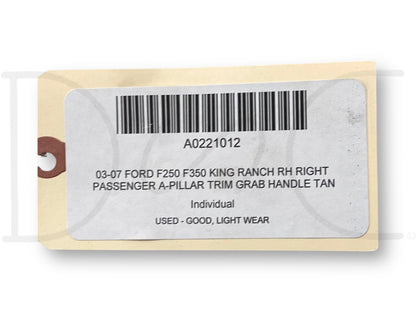 A0221012
03-07 FORD F250 F350 KING RANCH RH RIGHT
PASSENGER A-PILLAR TRIM GRAB HANDLE TAN
Individual
USED - GOOD, LIGHT WEAR